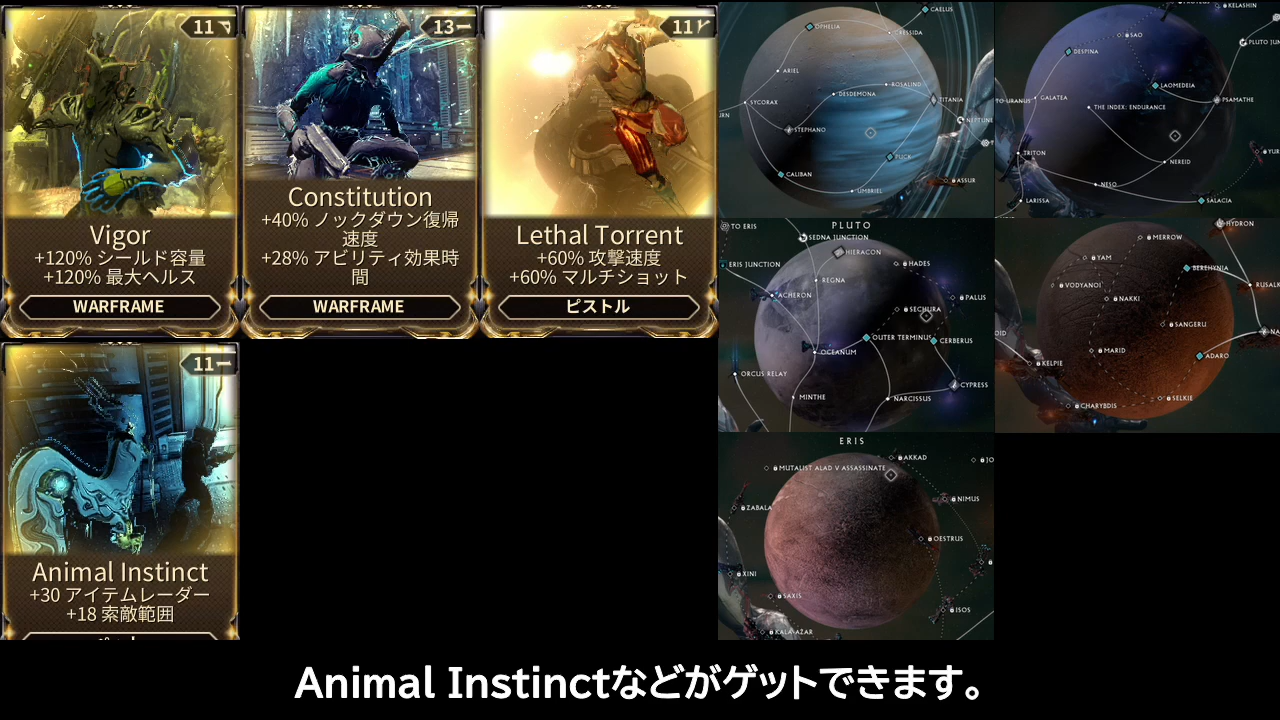 11
Vigor
+120% シールド容量
+120% 最大ヘルス
WARFRAME
13
Constitution
+40% ノックダウン復帰
速度
+28% アビリティ効果時
間
WARFRAME
11
Lethal Torrent
+60% 攻撃速度
+60% マルチショット
ピストル
11
Animal Instinct
+30 アイテムレーダー
+18 索敵範囲
CAELUS
OPHELIA
CRESSIDA
ARIEL
ROSALIND
DESDEMONA
SYCORAX
TITANIA
NEPTUNE
STEPHANO
PUCK
CALIBAN
ASSUR
UMBRIEL
KELASHIN
SAO
PLUTO JUN
DESPINA
LAOMEDEIA
TO URANUS
GALATEA
PSAMATHE
THE INDEX: ENDURANCE
TRITON
YUR
NEREID
NESO
LARISSA
SALACIA
PLUTO
TO ERIS
SEDNA JUNCTION
HIERACON
ERIS JUNCTION
HADES
REGNA
ACHERON
PALUS
SECHURA
OUTER TERMINUS
CERBERUS
OCEANUM
ORCUS RELAY
CYPRESS
MINTHE
NARCISSUS
HYDRON
MERROW
YAM
BEREHYNIA
VODYANOI
RUSALK
NAKKI
SANGERU
NA
OID
MARID
ADARO
KELPIE
SELKIE
CHARYBDIS
ERIS
AKKAD
JO
MUTALIST ALAD V ASSASSINATE
NIMUS
ZABALA
OESTRUS
XINI
SAXIS
ISOS
KALA-AZAR
Animal Instinctなどがゲットできます。